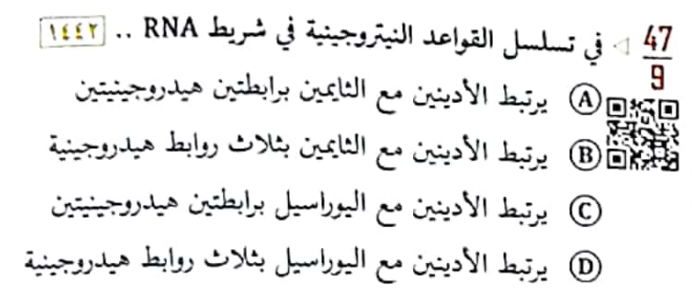 47/9 ◁ في تسلسل القواعد النيتروجينية في شريط RNA .. ١٤٤٢
A يرتبط الأدينين مع الثايمين برابطتين هيدروجينيتين
B يرتبط الأدينين مع الثايمين بثلاث روابط هيدروجينية
C يرتبط الأدينين مع اليوراسيل برابطتين هيدروجينيتين
D يرتبط الأدينين مع اليوراسيل بثلاث روابط هيدروجينية